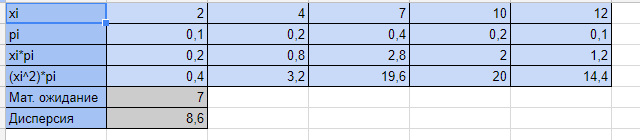 xi 2 4 7 10 12
pi 0,1 0,2 0,4 0,2 0,1
xi*pi 0,2 0,8 2,8 2 1,2
(xi^2)*pi 0,4 3,2 19,6 20 14,4
Мат. ожидание 7
Дисперсия 8,6